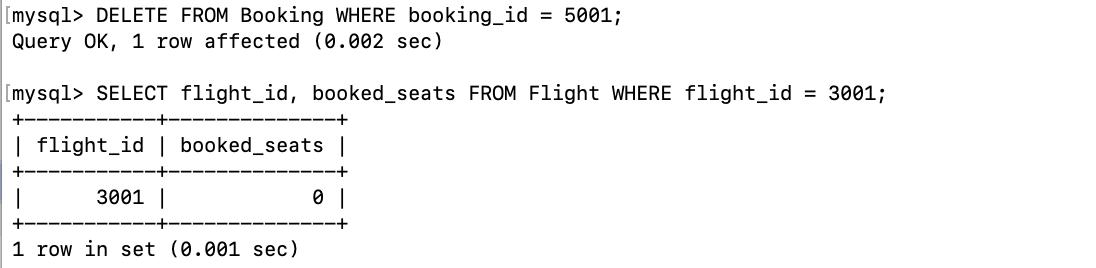 [mysql> DELETE FROM Booking WHERE booking_id = 5001;
Query OK, 1 row affected (0.002 sec)
[mysql> SELECT flight_id, booked_seats FROM Flight WHERE flight_id = 3001;
+-----------+--------------+
| flight_id | booked_seats |
+-----------+--------------+
|      3001 |            0 |
+-----------+--------------+
1 row in set (0.001 sec)